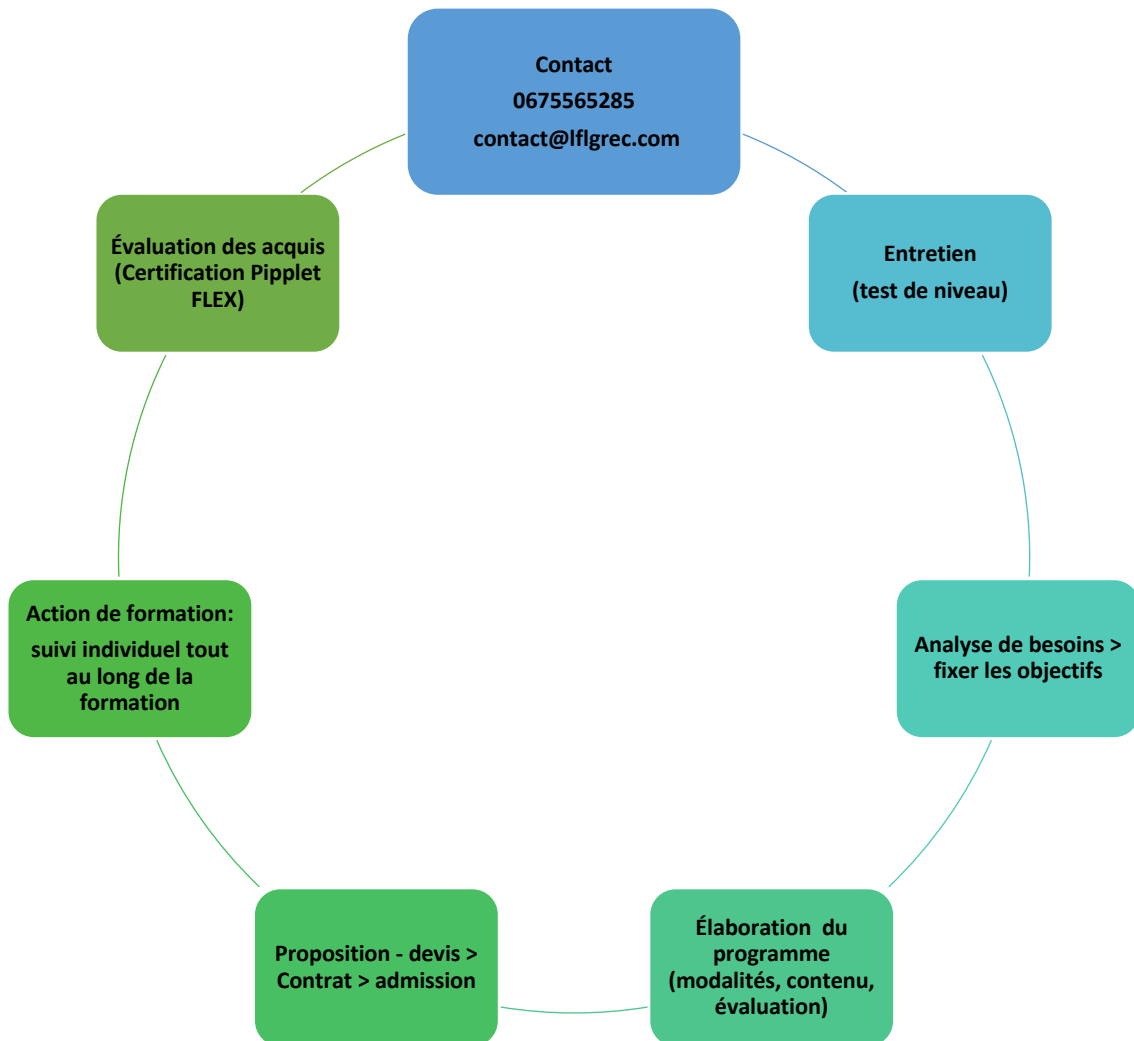 Contact
0675565285
contact@lflgrec.com
Entretien
(test de niveau)
Analyse de besoins >
fixer les objectifs
Élaboration du
programme
(modalités, contenu,
évaluation)
Proposition - devis >
Contrat > admission
Action de formation:
suivi individuel tout
au long de la
formation
Évaluation des acquis
(Certification Pipplet
FLEX)